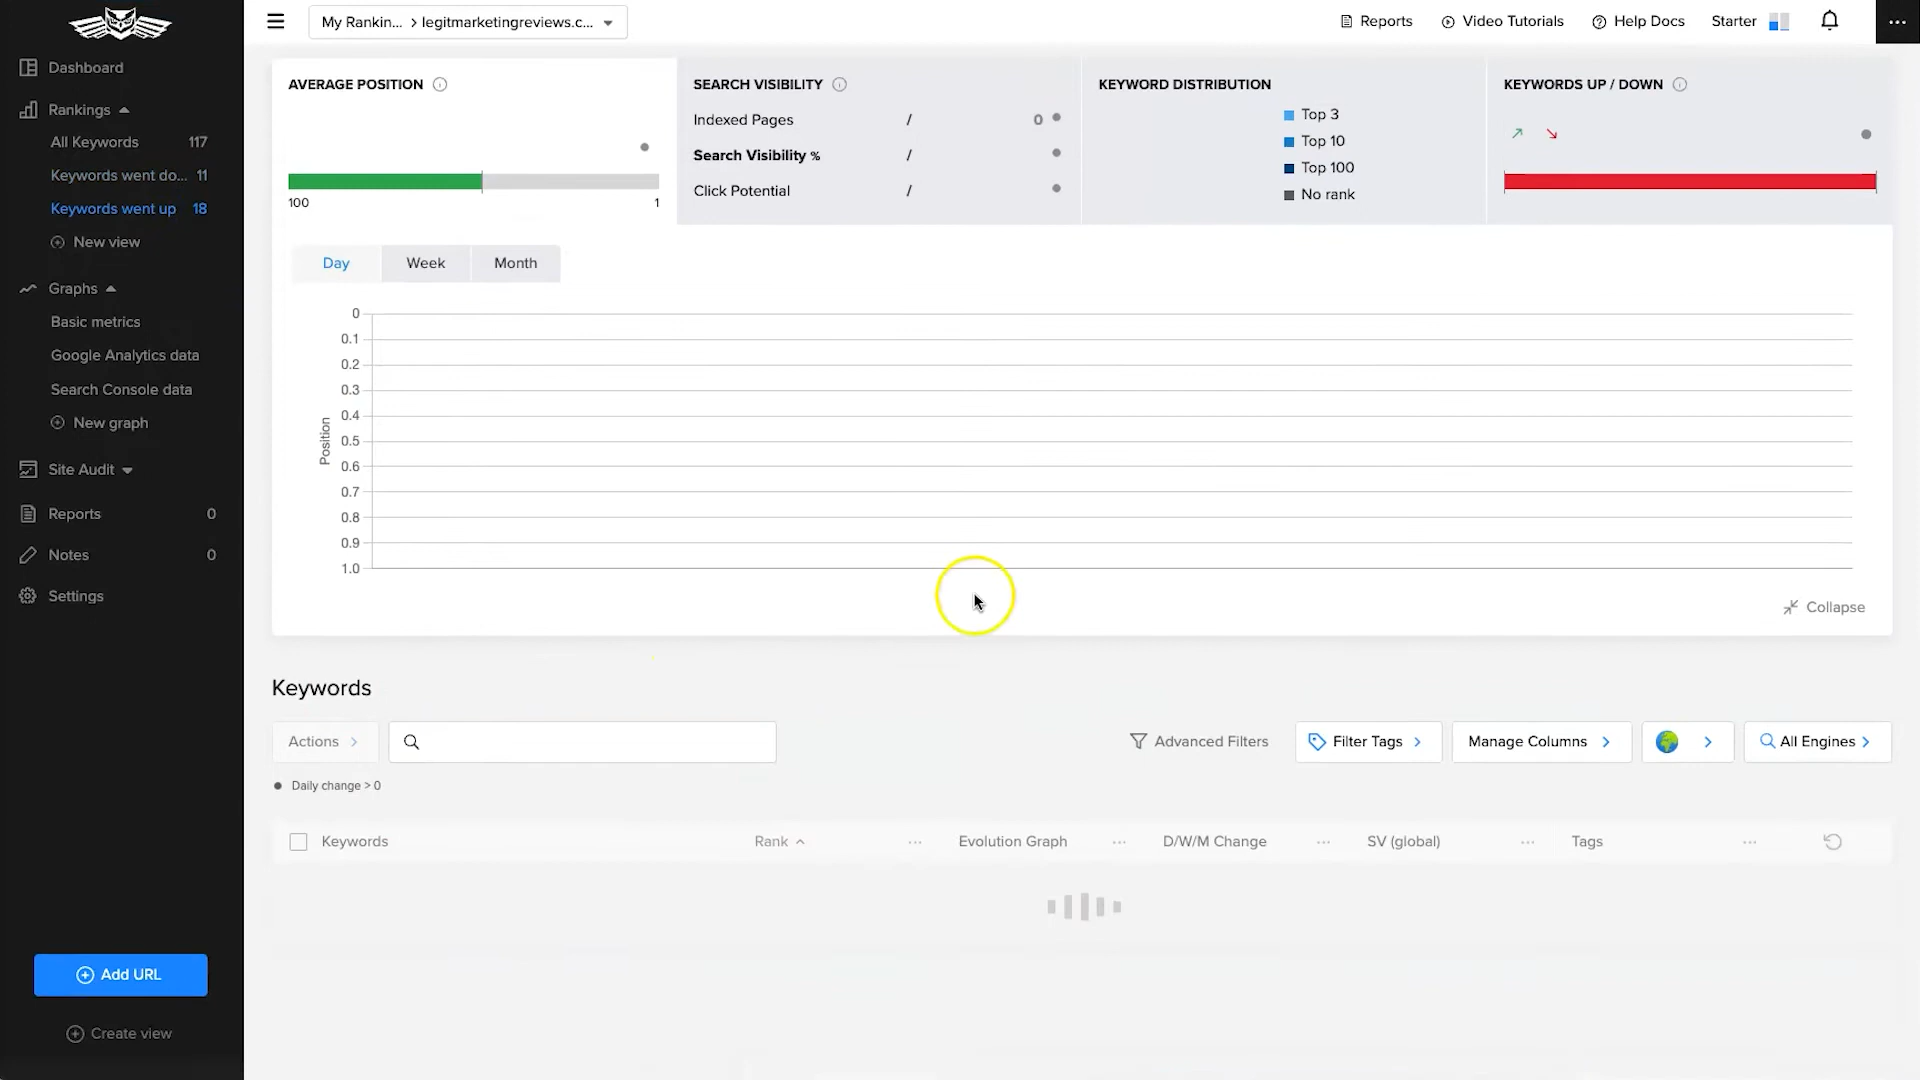 My Rankin... > legitmarketingreviews.c...
Reports
Video Tutorials
Help Docs
Starter
Dashboard
Rankings
All Keywords 117
Keywords went do... 11
Keywords went up 18
New view
Graphs
Basic metrics
Google Analytics data
Search Console data
New graph
Site Audit
Reports 0
Notes 0
Settings
Add URL
Create view
AVERAGE POSITION
100 1
SEARCH VISIBILITY
Indexed Pages / 0
Search Visibility % /
Click Potential /
KEYWORD DISTRIBUTION
Top 3
Top 10
Top 100
No rank
KEYWORDS UP / DOWN
Day Week Month
Position
0
0.1
0.2
0.3
0.4
0.5
0.6
0.7
0.8
0.9
1.0
Collapse
Keywords
Actions >
Advanced Filters
Filter Tags >
Manage Columns >
All Engines >
Daily change > 0
Keywords Rank ... Evolution Graph ... D/W/M Change ... SV (global) ... Tags ...